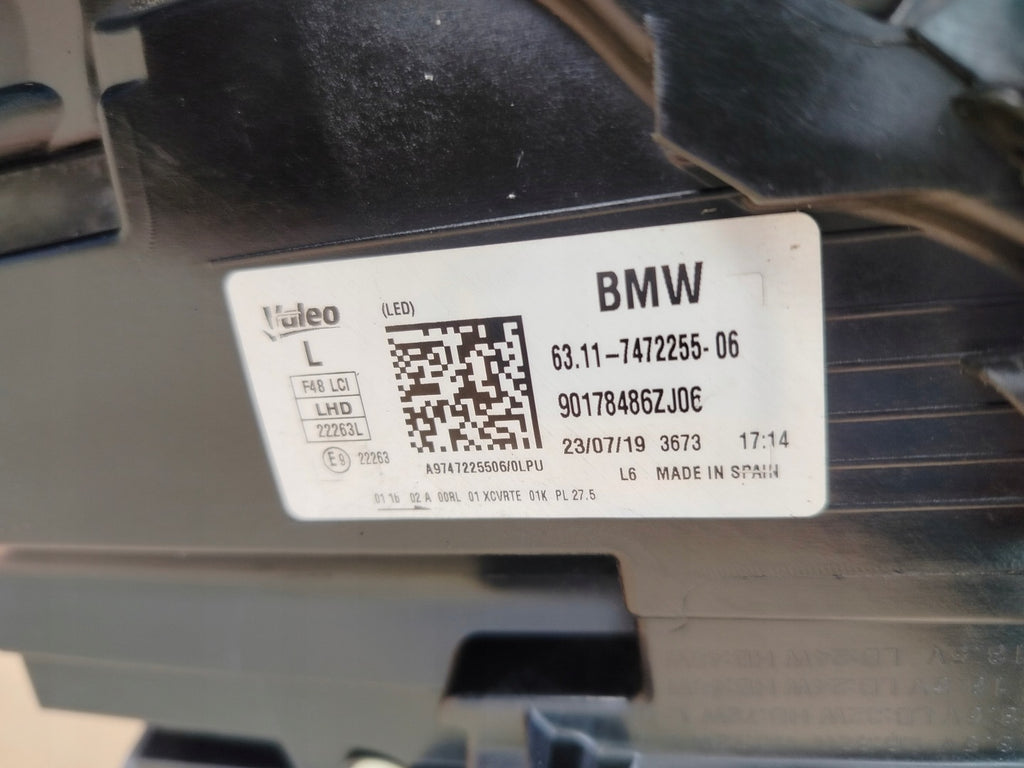 BMW
Valeo
(LED)
L
F48 LCI
LHD
22263L
E9 22263
63.11-7472255-06
90178486ZJ06
23/07/19 3673 17:14
A9747225506/0LPU
L6 MADE IN SPAIN
01 16 02 A 00RL 01 XCVRTE 01K PL 27.5